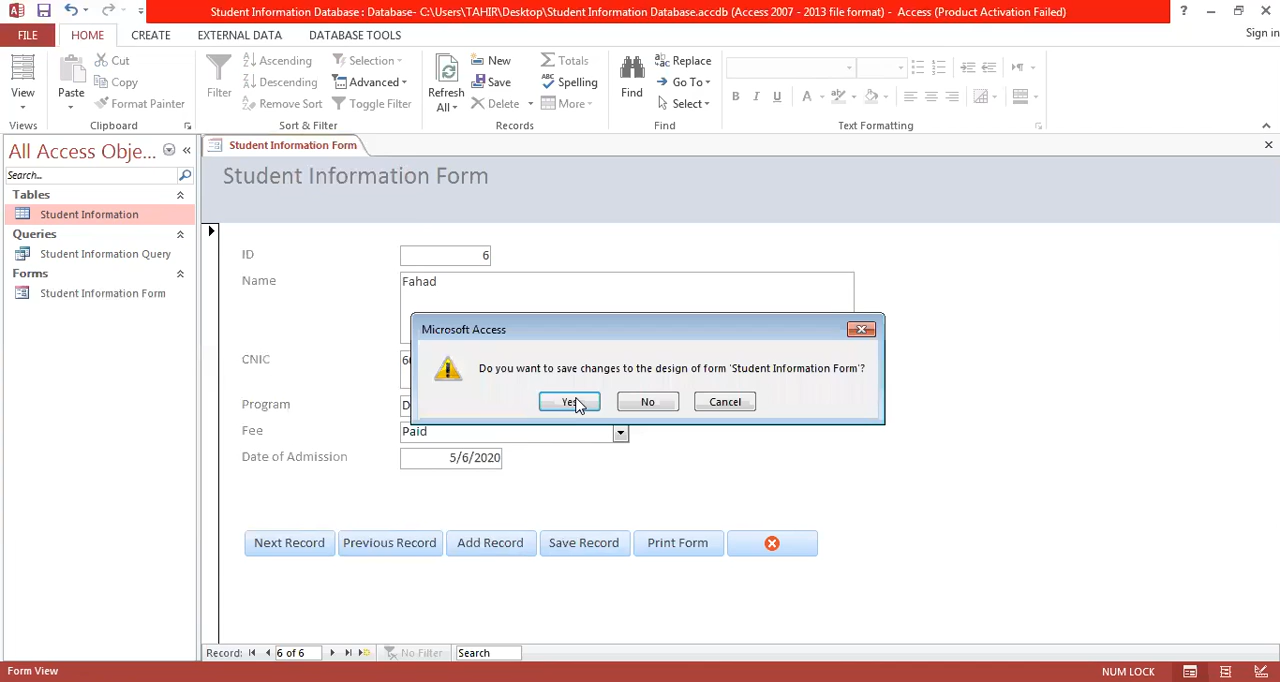 Student Information Database : Database- C:\Users\TAHIR\Desktop\Student Information Database.accdb (Access 2007 - 2013 file format) - Access (Product Activation Failed)
FILE HOME CREATE EXTERNAL DATA DATABASE TOOLS Sign in
View
Views
Paste
Cut
Copy
Format Painter
Clipboard
Filter
Ascending
Descending
Remove Sort
Selection
Advanced
Toggle Filter
Sort & Filter
Refresh
All
New
Save
Delete
Totals
Spelling
More
Records
Find
Replace
Go To
Select
Find
B I U A
Text Formatting
All Access Obje...
Search..
Tables
Student Information
Queries
Student Information Query
Forms
Student Information Form
Student Information Form
Student Information Form
ID 6
Name Fahad
CNIC
Program
Fee Paid
Date of Admission 5/6/2020
Microsoft Access
Do you want to save changes to the design of form 'Student Information Form'?
Yes No Cancel
Next Record Previous Record Add Record Save Record Print Form
Record: 6 of 6 No Filter Search
Form View NUM LOCK